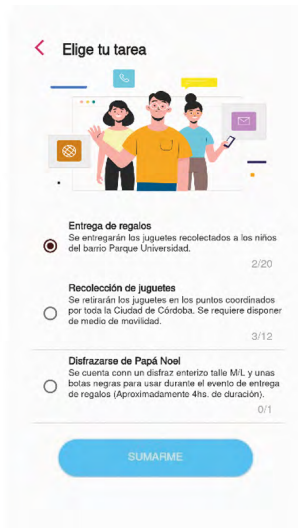 Elige tu tarea
Entrega de regalos
Se entregarán los juguetes recolectados a los niños
del barrio Parque Universidad.
2/20
Recolección de juguetes
Se retirarán los juguetes en los puntos coordinados
por toda la Ciudad de Córdoba. Se requiere disponer
de medio de movilidad.
3/12
Disfrazarse de Papá Noel
Se cuenta conn un disfraz enterizo talle M/L y unas
botas negras para usar durante el evento de entrega
de regalos (Aproximadamente 4hs. de duración).
0/1
SUMARME